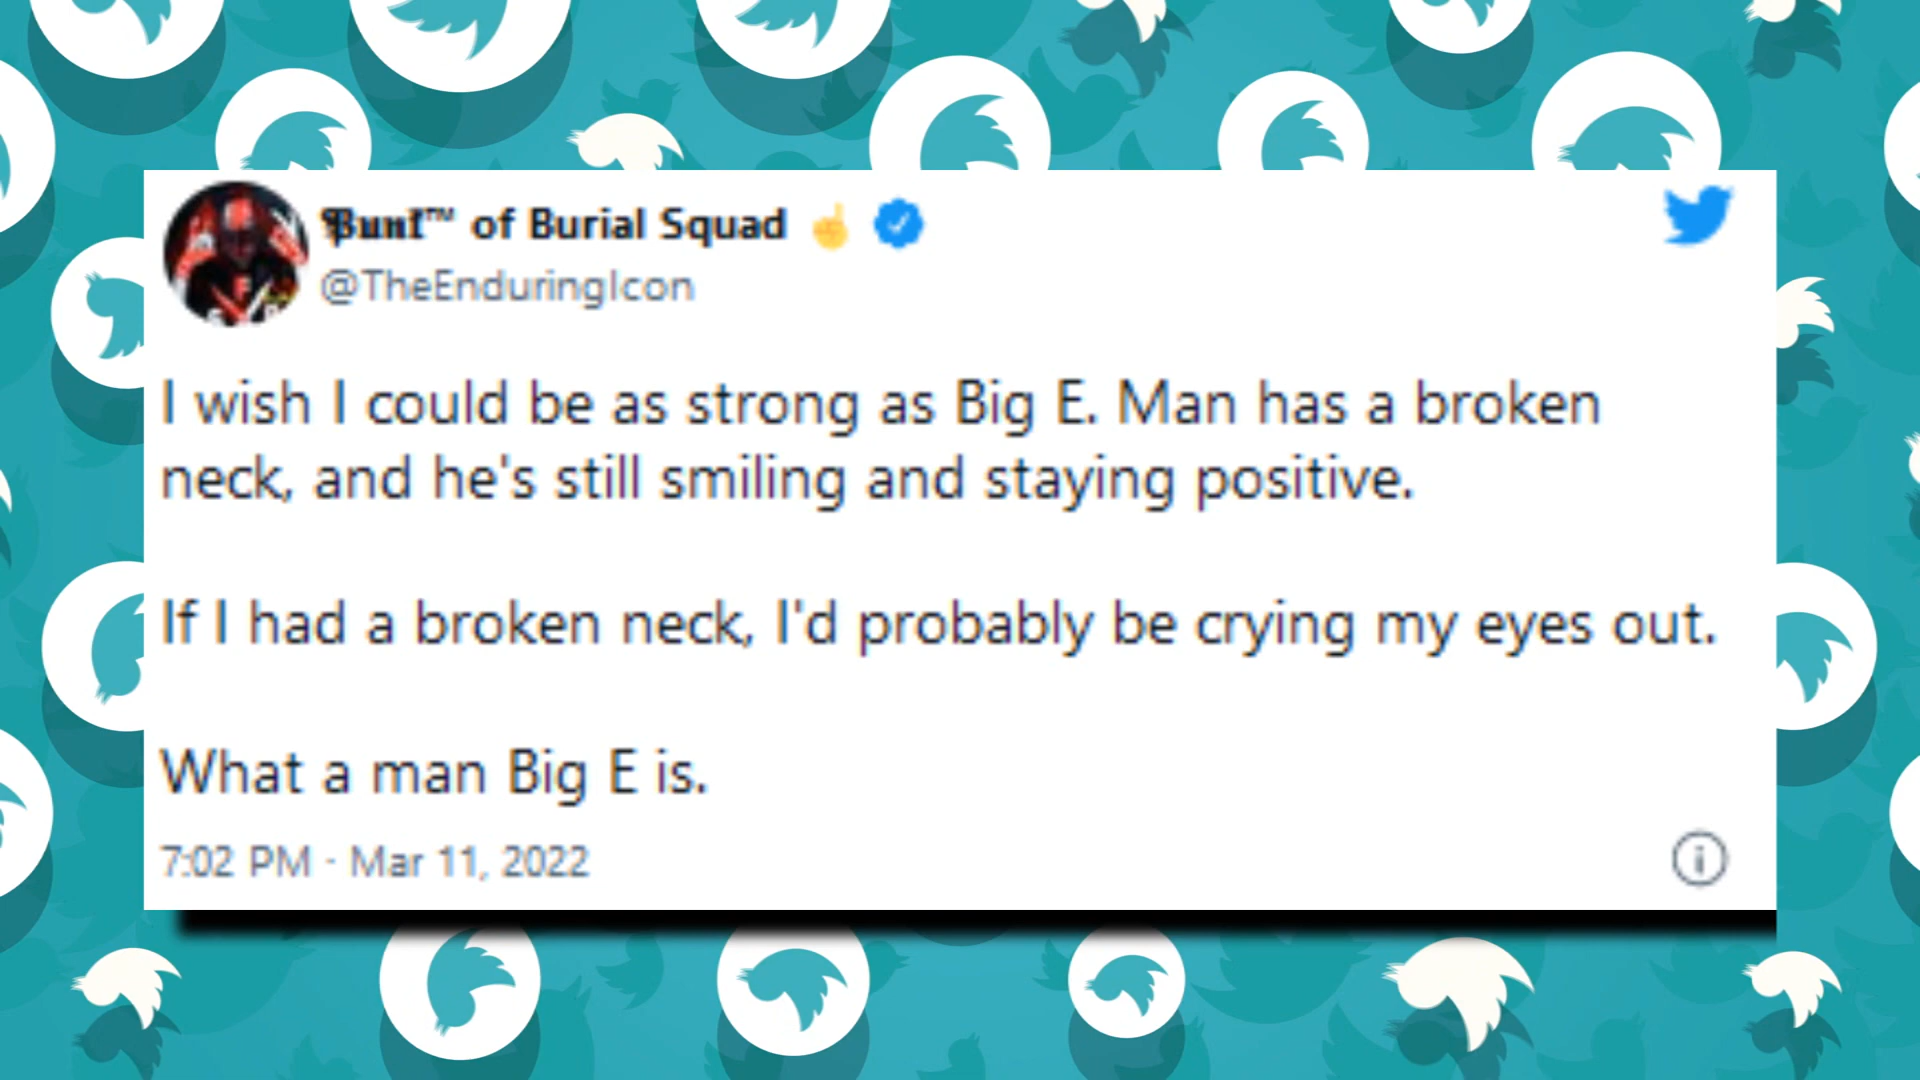 𝕭𝖚𝖓𝖙™ of Burial Squad ☝
@TheEnduringIcon
I wish I could be as strong as Big E. Man has a broken
neck, and he's still smiling and staying positive.
If I had a broken neck, I'd probably be crying my eyes out.
What a man Big E is.
7:02 PM · Mar 11, 2022